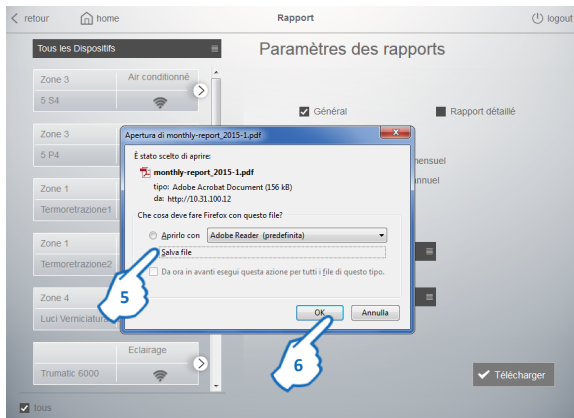 retour
home
Rapport
logout
Tous les Dispositifs
Paramètres des rapports
Zone 3
Air conditionné
5 S4
Général
Rapport détaillé
Zone 3
5 P4
Apertura di monthly-report_2015-1.pdf
È stato scelto di aprire:
monthly-report_2015-1.pdf
tipo: Adobe Acrobat Document (156 kB)
da: http://10.31.100.12
Che cosa deve fare Firefox con questo file?
Aprirlo con
Adobe Reader (predefinita)
Salva file
Da ora in avanti esegui questa azione per tutti i file di questo tipo.
OK
Annulla
Zone 1
Termoretrazione1
Zone 1
Termoretrazione2
Zone 4
Luci Verniciatura
5
6
Eclairage
Trumatic 6000
Télécharger
tous